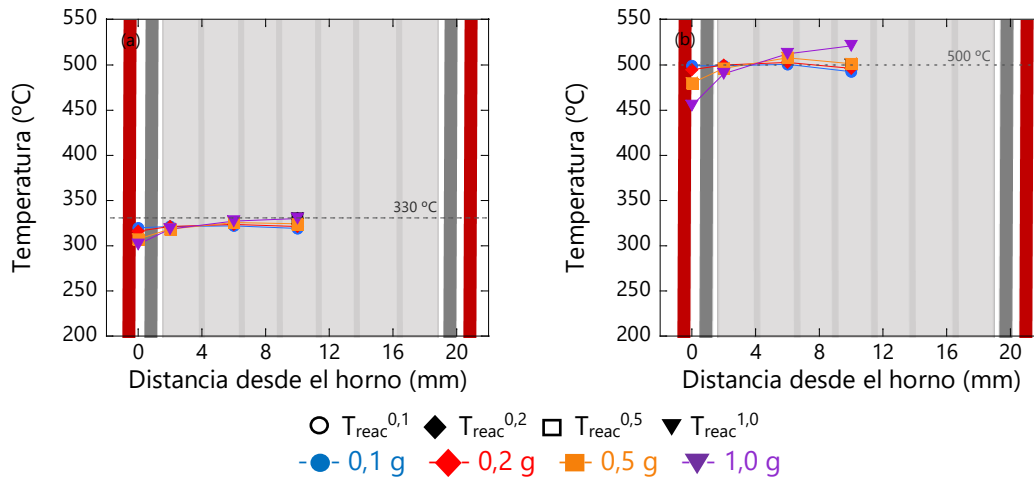 550
500
450
400
350
300
250
200
(a)
330 ºC
Temperatura (ºC)
0 4 8 12 16 20
Distancia desde el horno (mm)
550
500
450
400
350
300
250
200
(b)
500 ºC
Temperatura (ºC)
0 4 8 12 16 20
Distancia desde el horno (mm)
Treac0,1 Treac0,2 Treac0,5 Treac1,0
0,1 g 0,2 g 0,5 g 1,0 g